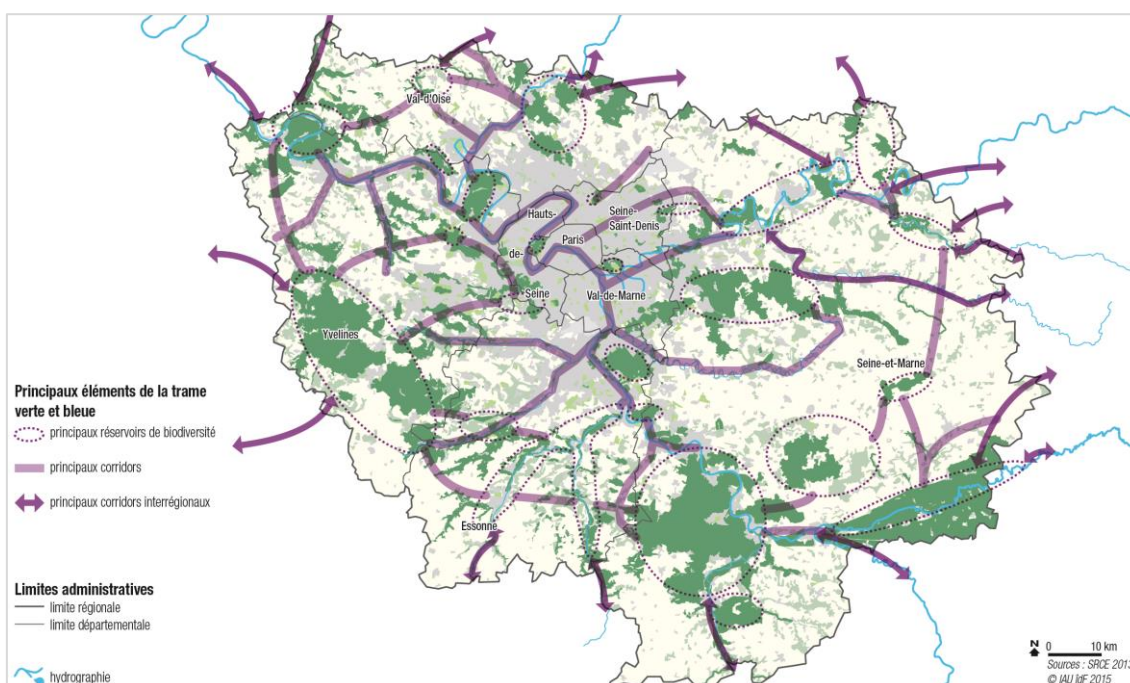 Val-d'Oise
Hauts-
Seine-
Saint-Denis
Paris
de-
Seine
Val-de-Marne
Yvelines
Seine-et-Marne
Essonne
Principaux éléments de la trame
verte et bleue
principaux réservoirs de biodiversité
principaux corridors
principaux corridors interrégionaux
Limites administratives
limite régionale
limite départementale
hydrographie
N 0 10 km
Sources : SRCE 2013
© IAU îdF 2015